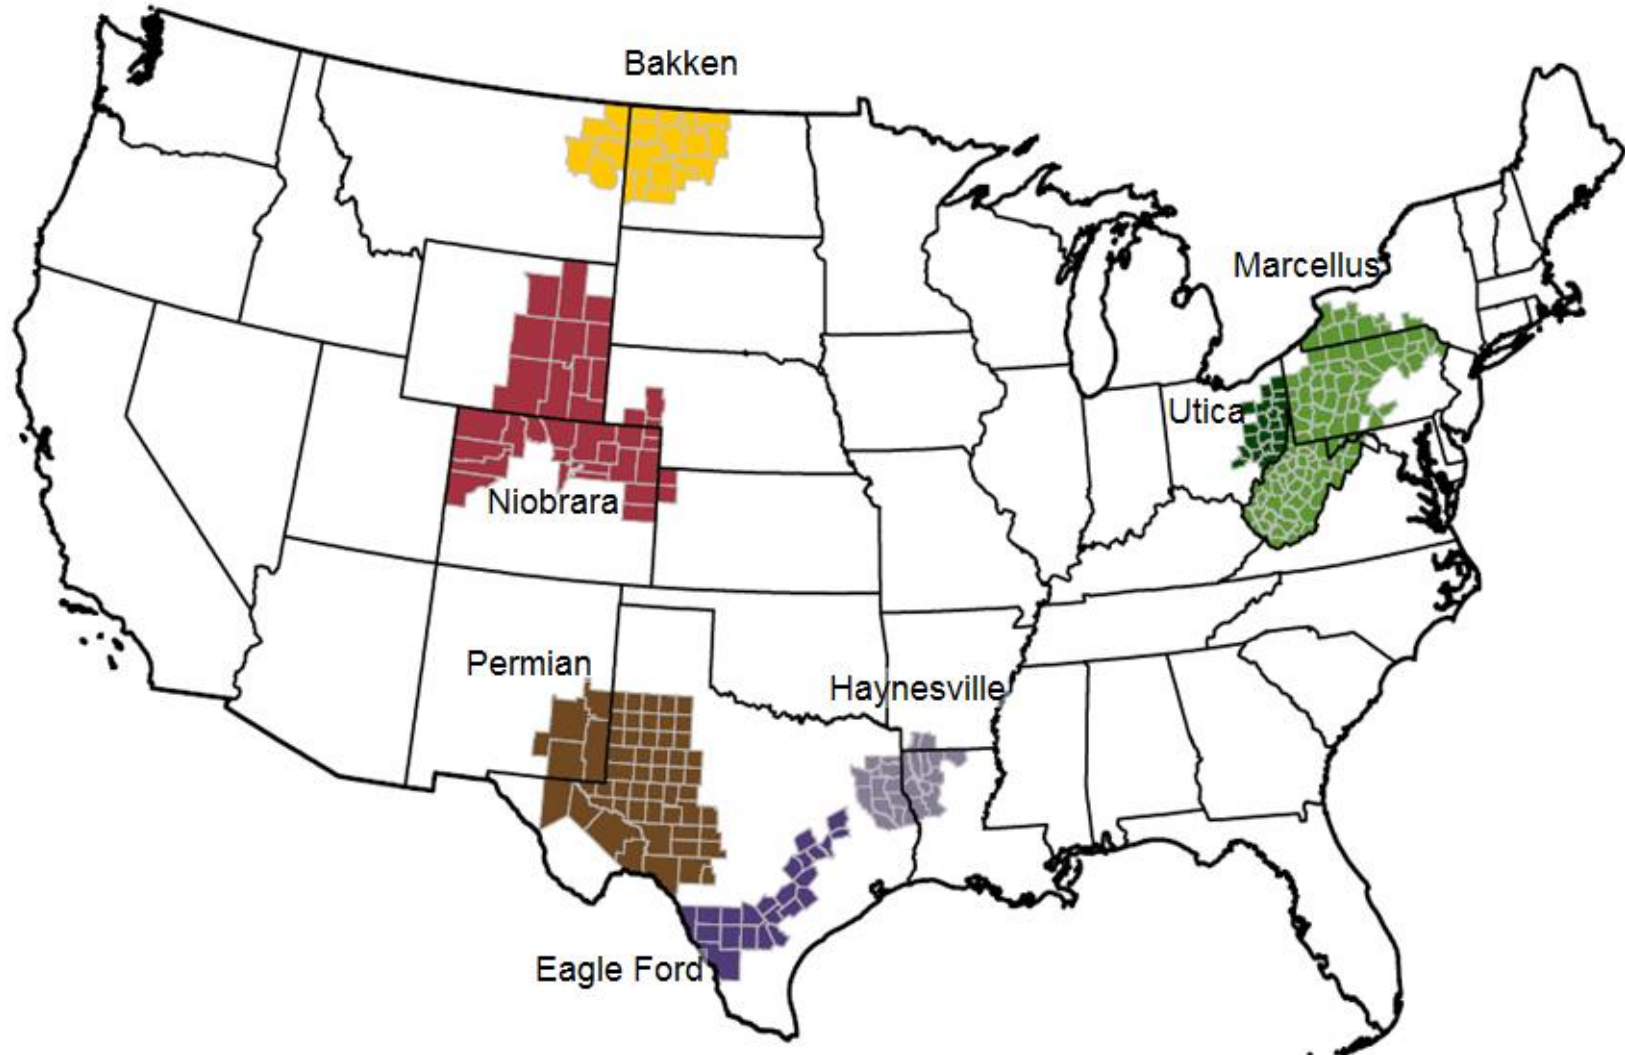 Bakken
Marcellus
Utica
Niobrara
Permian
Haynesville
Eagle Ford